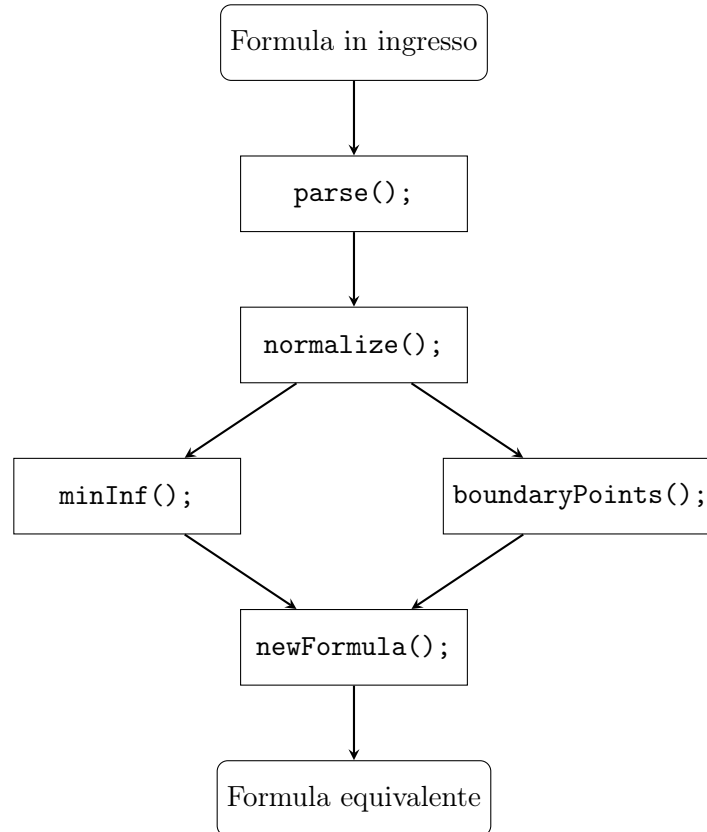 Formula in ingresso
parse();
normalize();
minInf();
boundaryPoints();
newFormula();
Formula equivalente